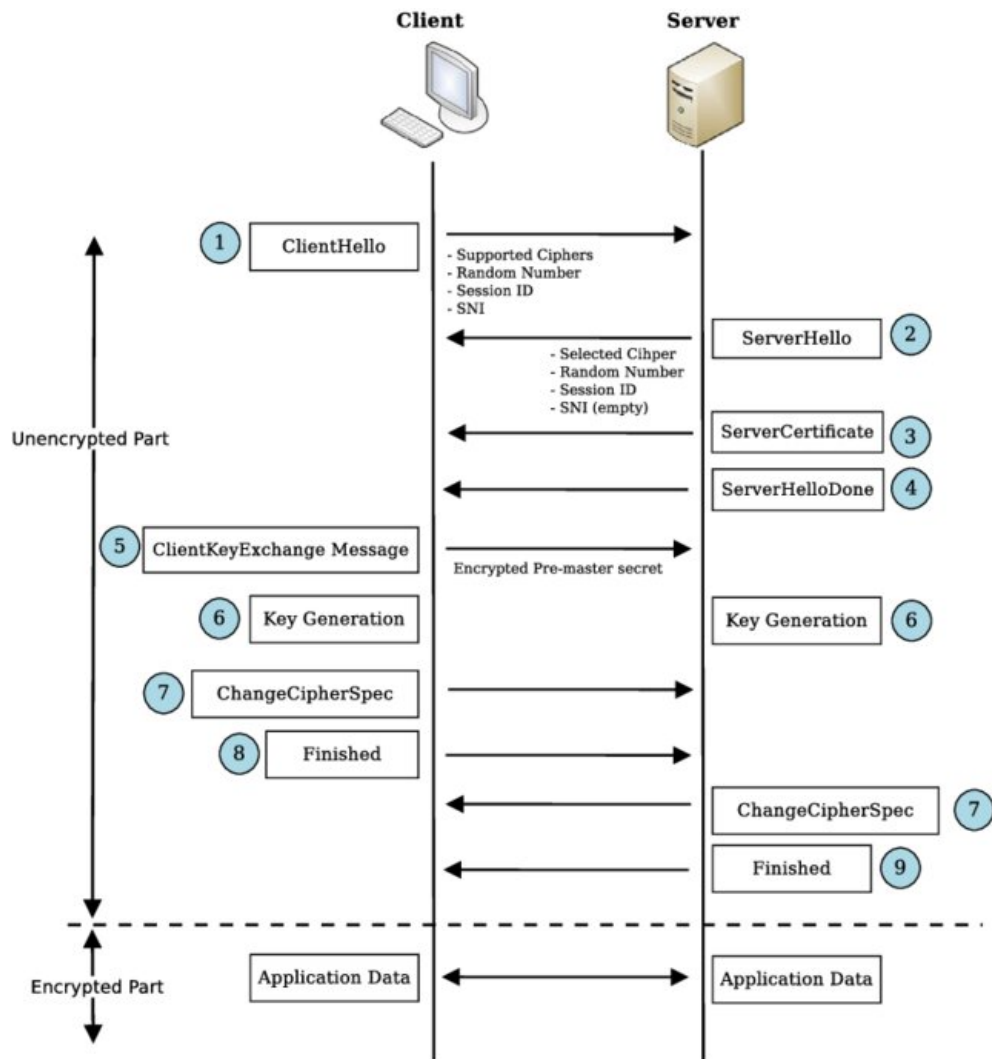 Client
Server
1
ClientHello
- Supported Ciphers
- Random Number
- Session ID
- SNI
ServerHello
2
- Selected Cihper
- Random Number
- Session ID
- SNI (empty)
Unencrypted Part
ServerCertificate
3
ServerHelloDone
4
5
ClientKeyExchange Message
Encrypted Pre-master secret
6
Key Generation
Key Generation
6
7
ChangeCipherSpec
8
Finished
ChangeCipherSpec
7
Finished
9
Encrypted Part
Application Data
Application Data